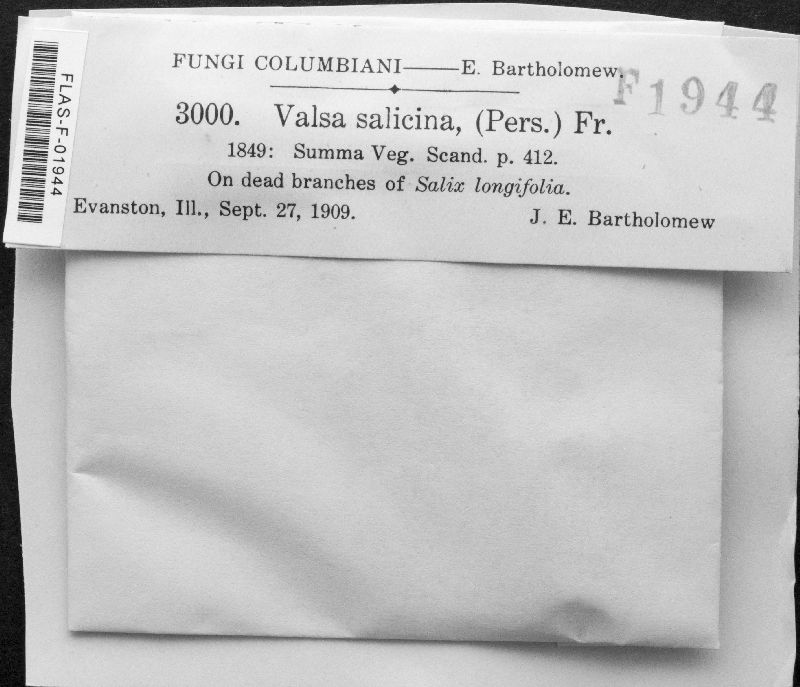 FUNGI COLUMBIANI——E. Bartholomew.
F1944
3000. Valsa salicina, (Pers.) Fr.
1849: Summa Veg. Scand. p. 412.
On dead branches of Salix longifolia.
Evanston, Ill., Sept. 27, 1909. J. E. Bartholomew
FLAS-F-01944